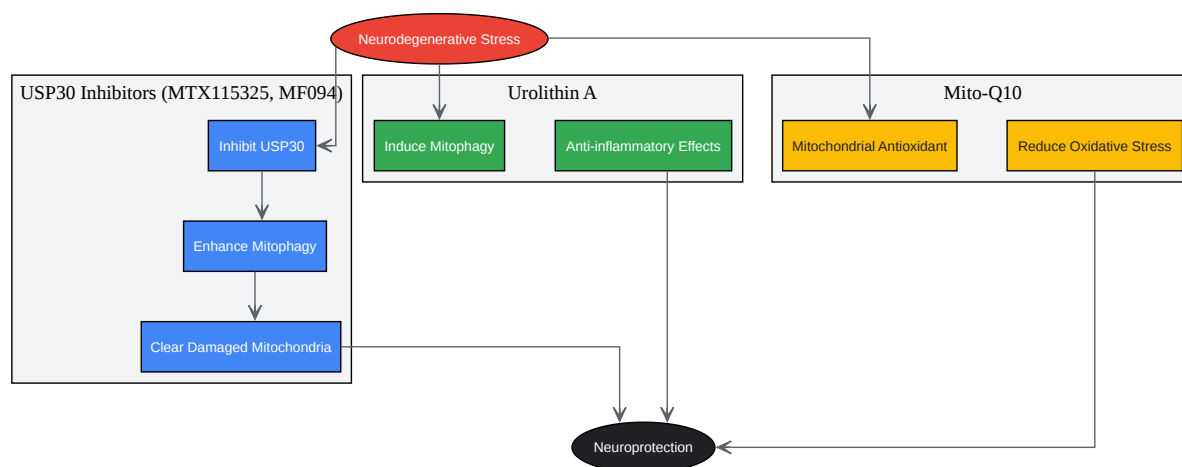 Neurodegenerative Stress
USP30 Inhibitors (MTX115325, MF094)
Urolithin A
Mito-Q10
Inhibit USP30
Induce Mitophagy
Anti-inflammatory Effects
Mitochondrial Antioxidant
Reduce Oxidative Stress
Enhance Mitophagy
Clear Damaged Mitochondria
Neuroprotection